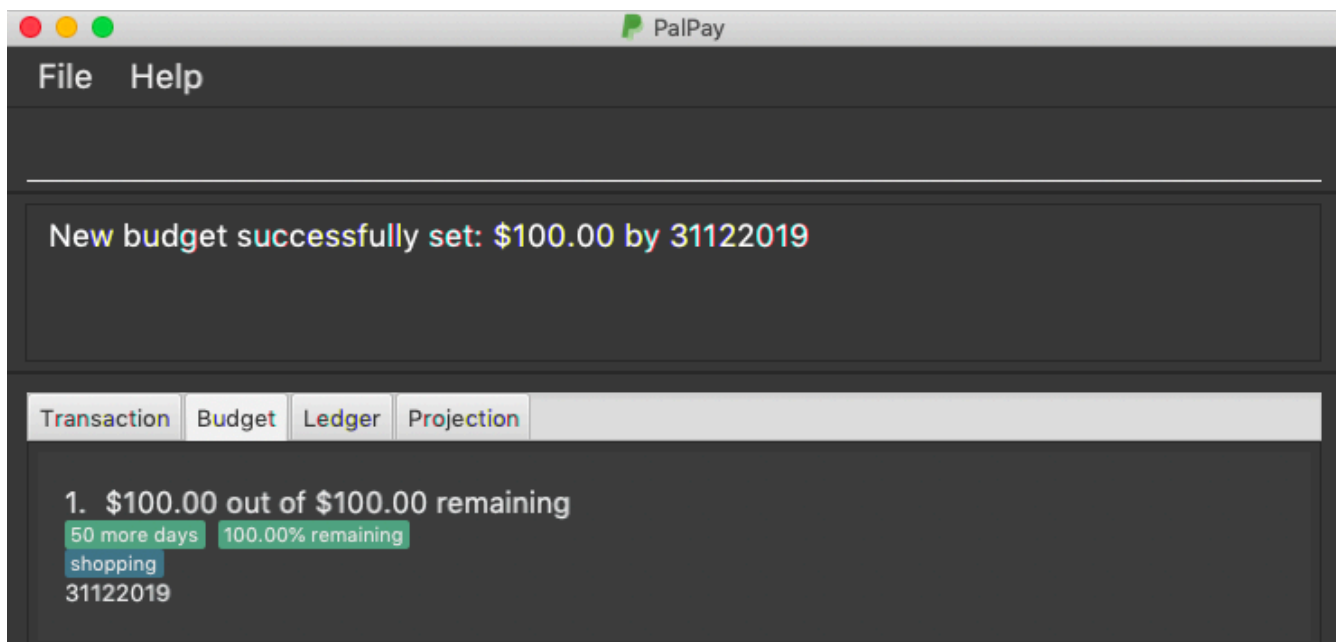 PalPay
File Help
New budget successfully set: $100.00 by 31122019
Transaction Budget Ledger Projection
1. $100.00 out of $100.00 remaining
50 more days 100.00% remaining
shopping
31122019